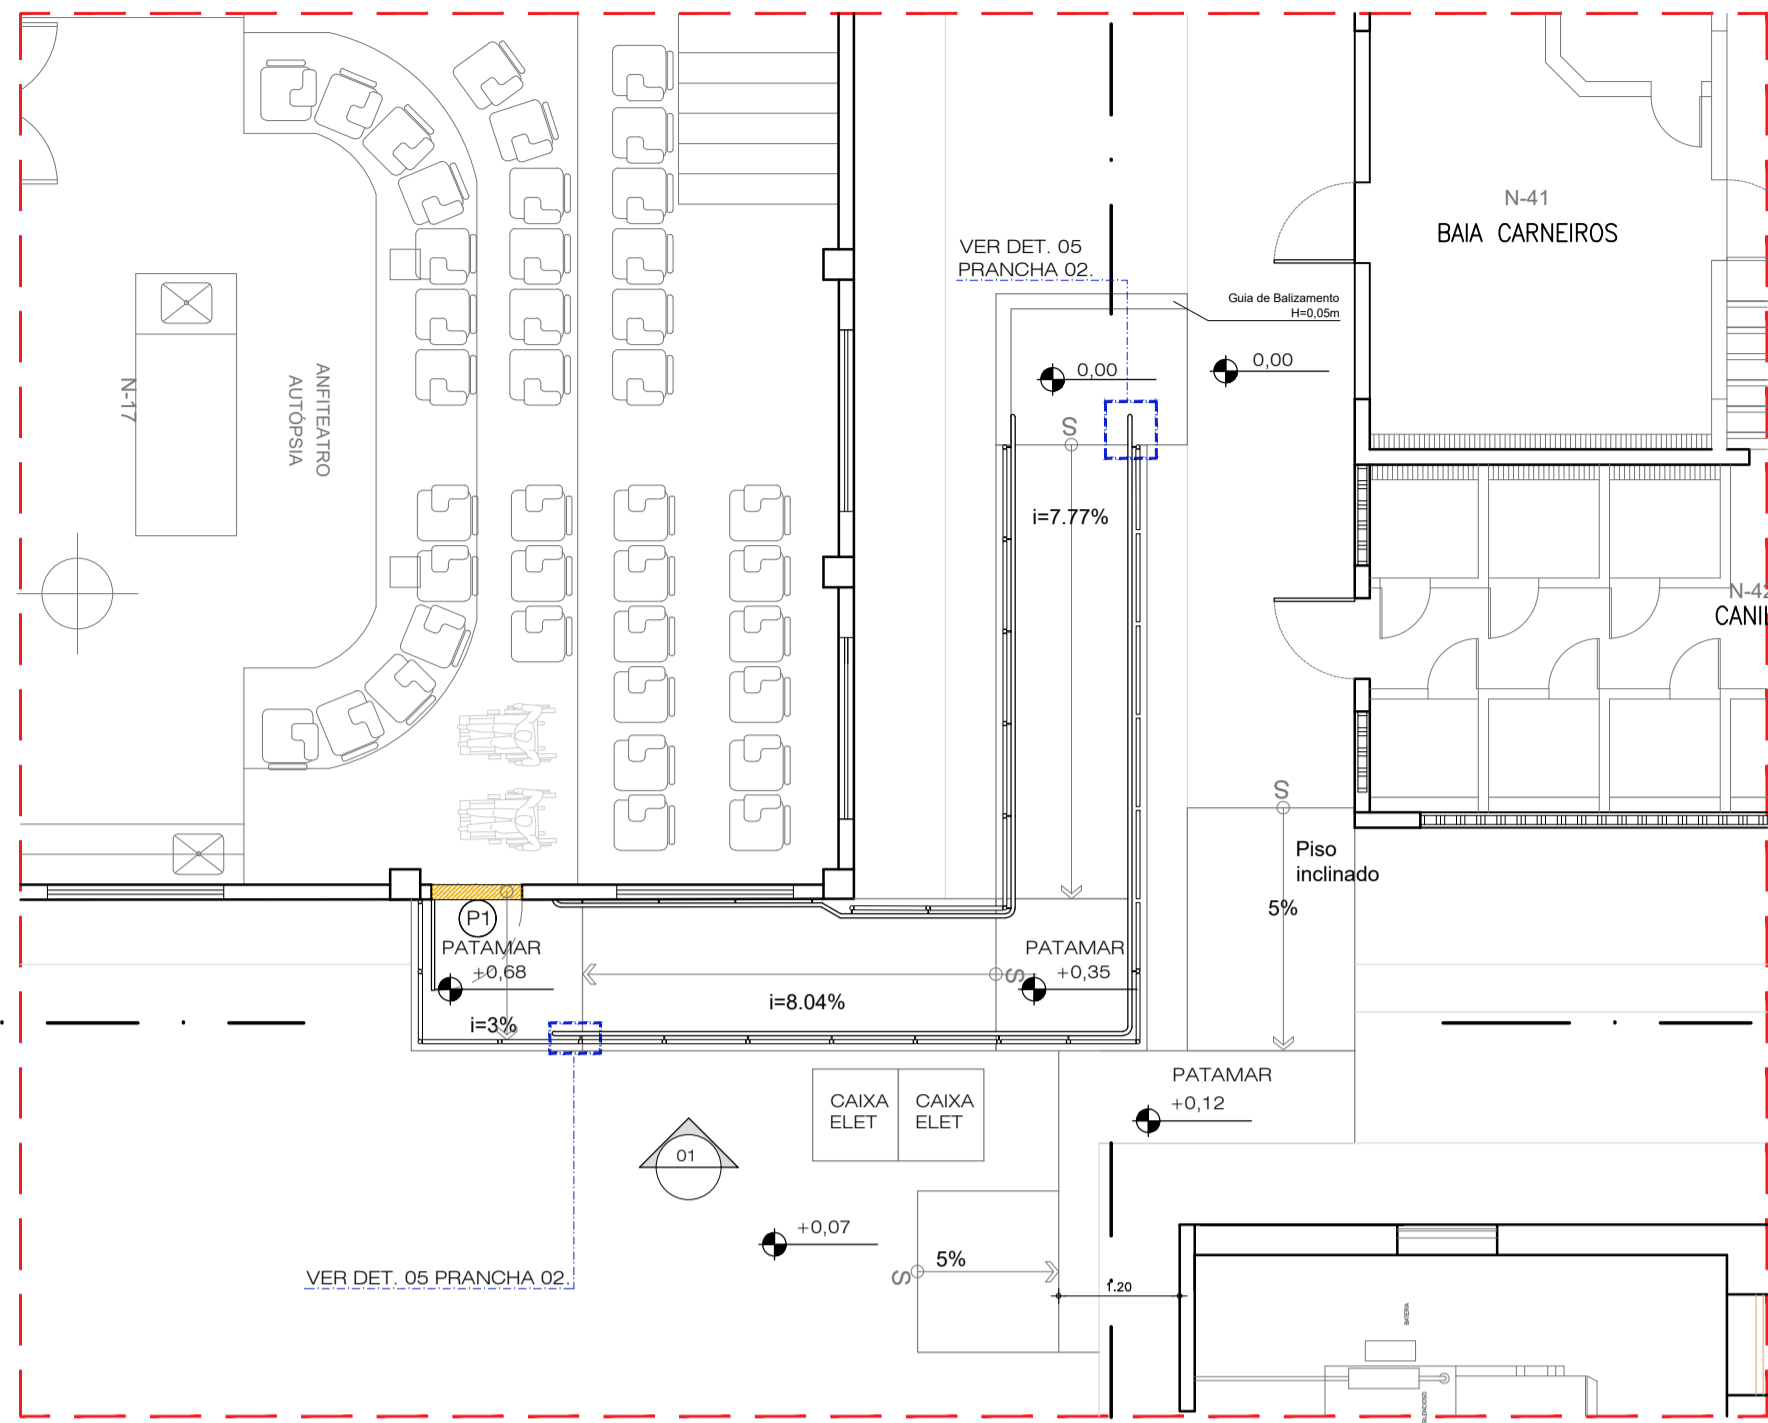 N-41
BAIA CARNEIROS
VER DET. 05
PRANCHA 02.
Guia de Balizamento
H=0,05m
0,00
0,00
N-17
ANFITEATRO
AUTÓPSIA
S
i=7.77%
N-42
CANIL
S
Piso
inclinado
5%
P1
PATAMAR
+0,68
i=3%
S
i=8.04%
PATAMAR
+0,35
PATAMAR
+0,12
CAIXA
ELET
CAIXA
ELET
01
+0,07
S
5%
1.20
VER DET. 05 PRANCHA 02.
BATERIA
SILENCIOSO